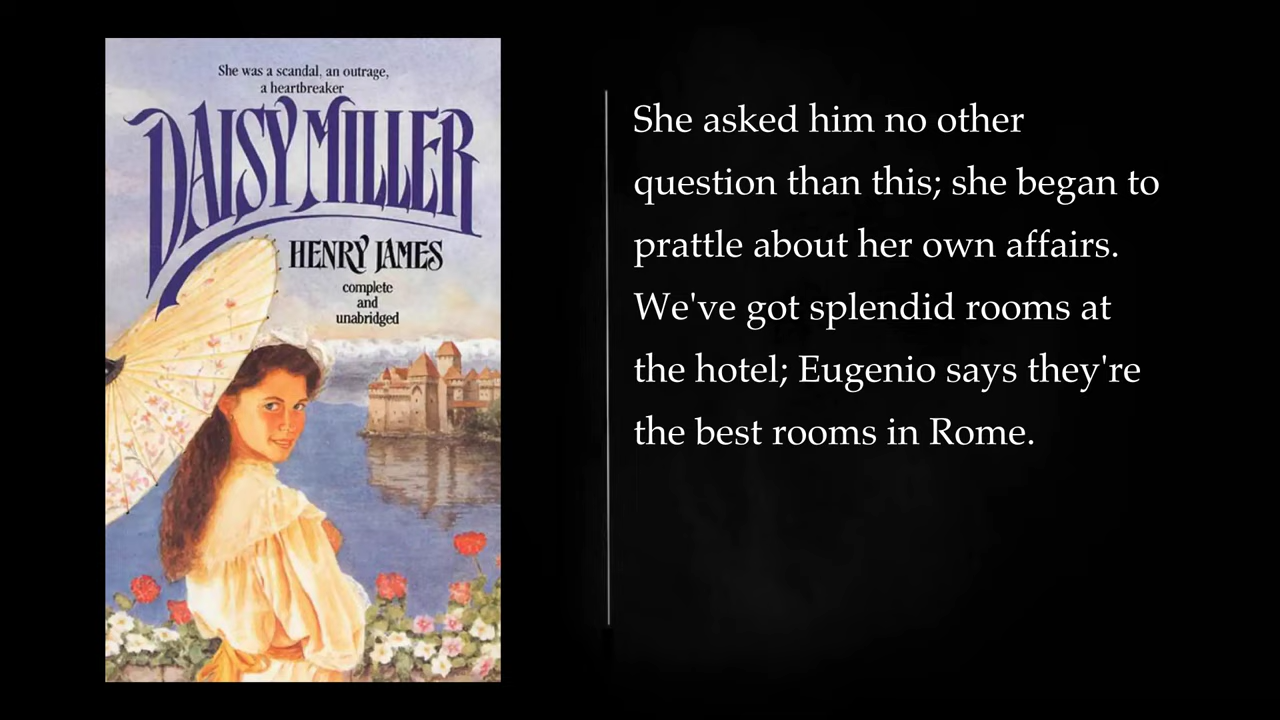 She was a scandal, an outrage,
a heartbreaker
DAISY MILLER
HENRY JAMES
complete
and
unabridged
She asked him no other
question than this; she began to
prattle about her own affairs.
We've got splendid rooms at
the hotel; Eugenio says they're
the best rooms in Rome.